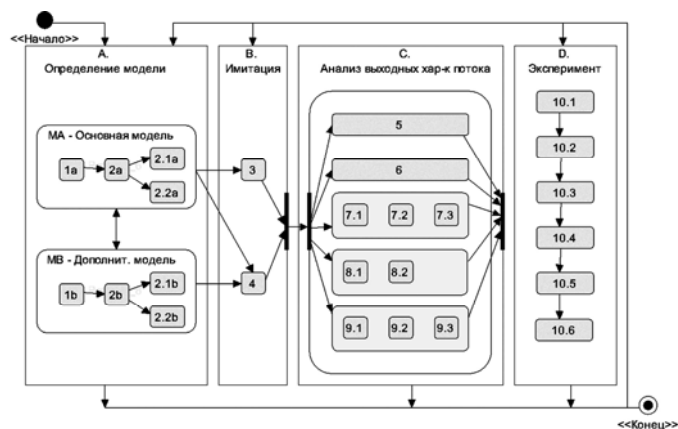 <<Начало>>
A.
Определение модели
B.
Имитация
C.
Анализ выходных хар-к потока
D.
Эксперимент
МА - Основная модель
1a
2a
2.1a
2.2a
МВ - Дополнит. модель
1b
2b
2.1b
2.2b
3
4
5
6
7.1 7.2 7.3
8.1 8.2
9.1 9.2 9.3
10.1
10.2
10.3
10.4
10.5
10.6
<<Конец>>